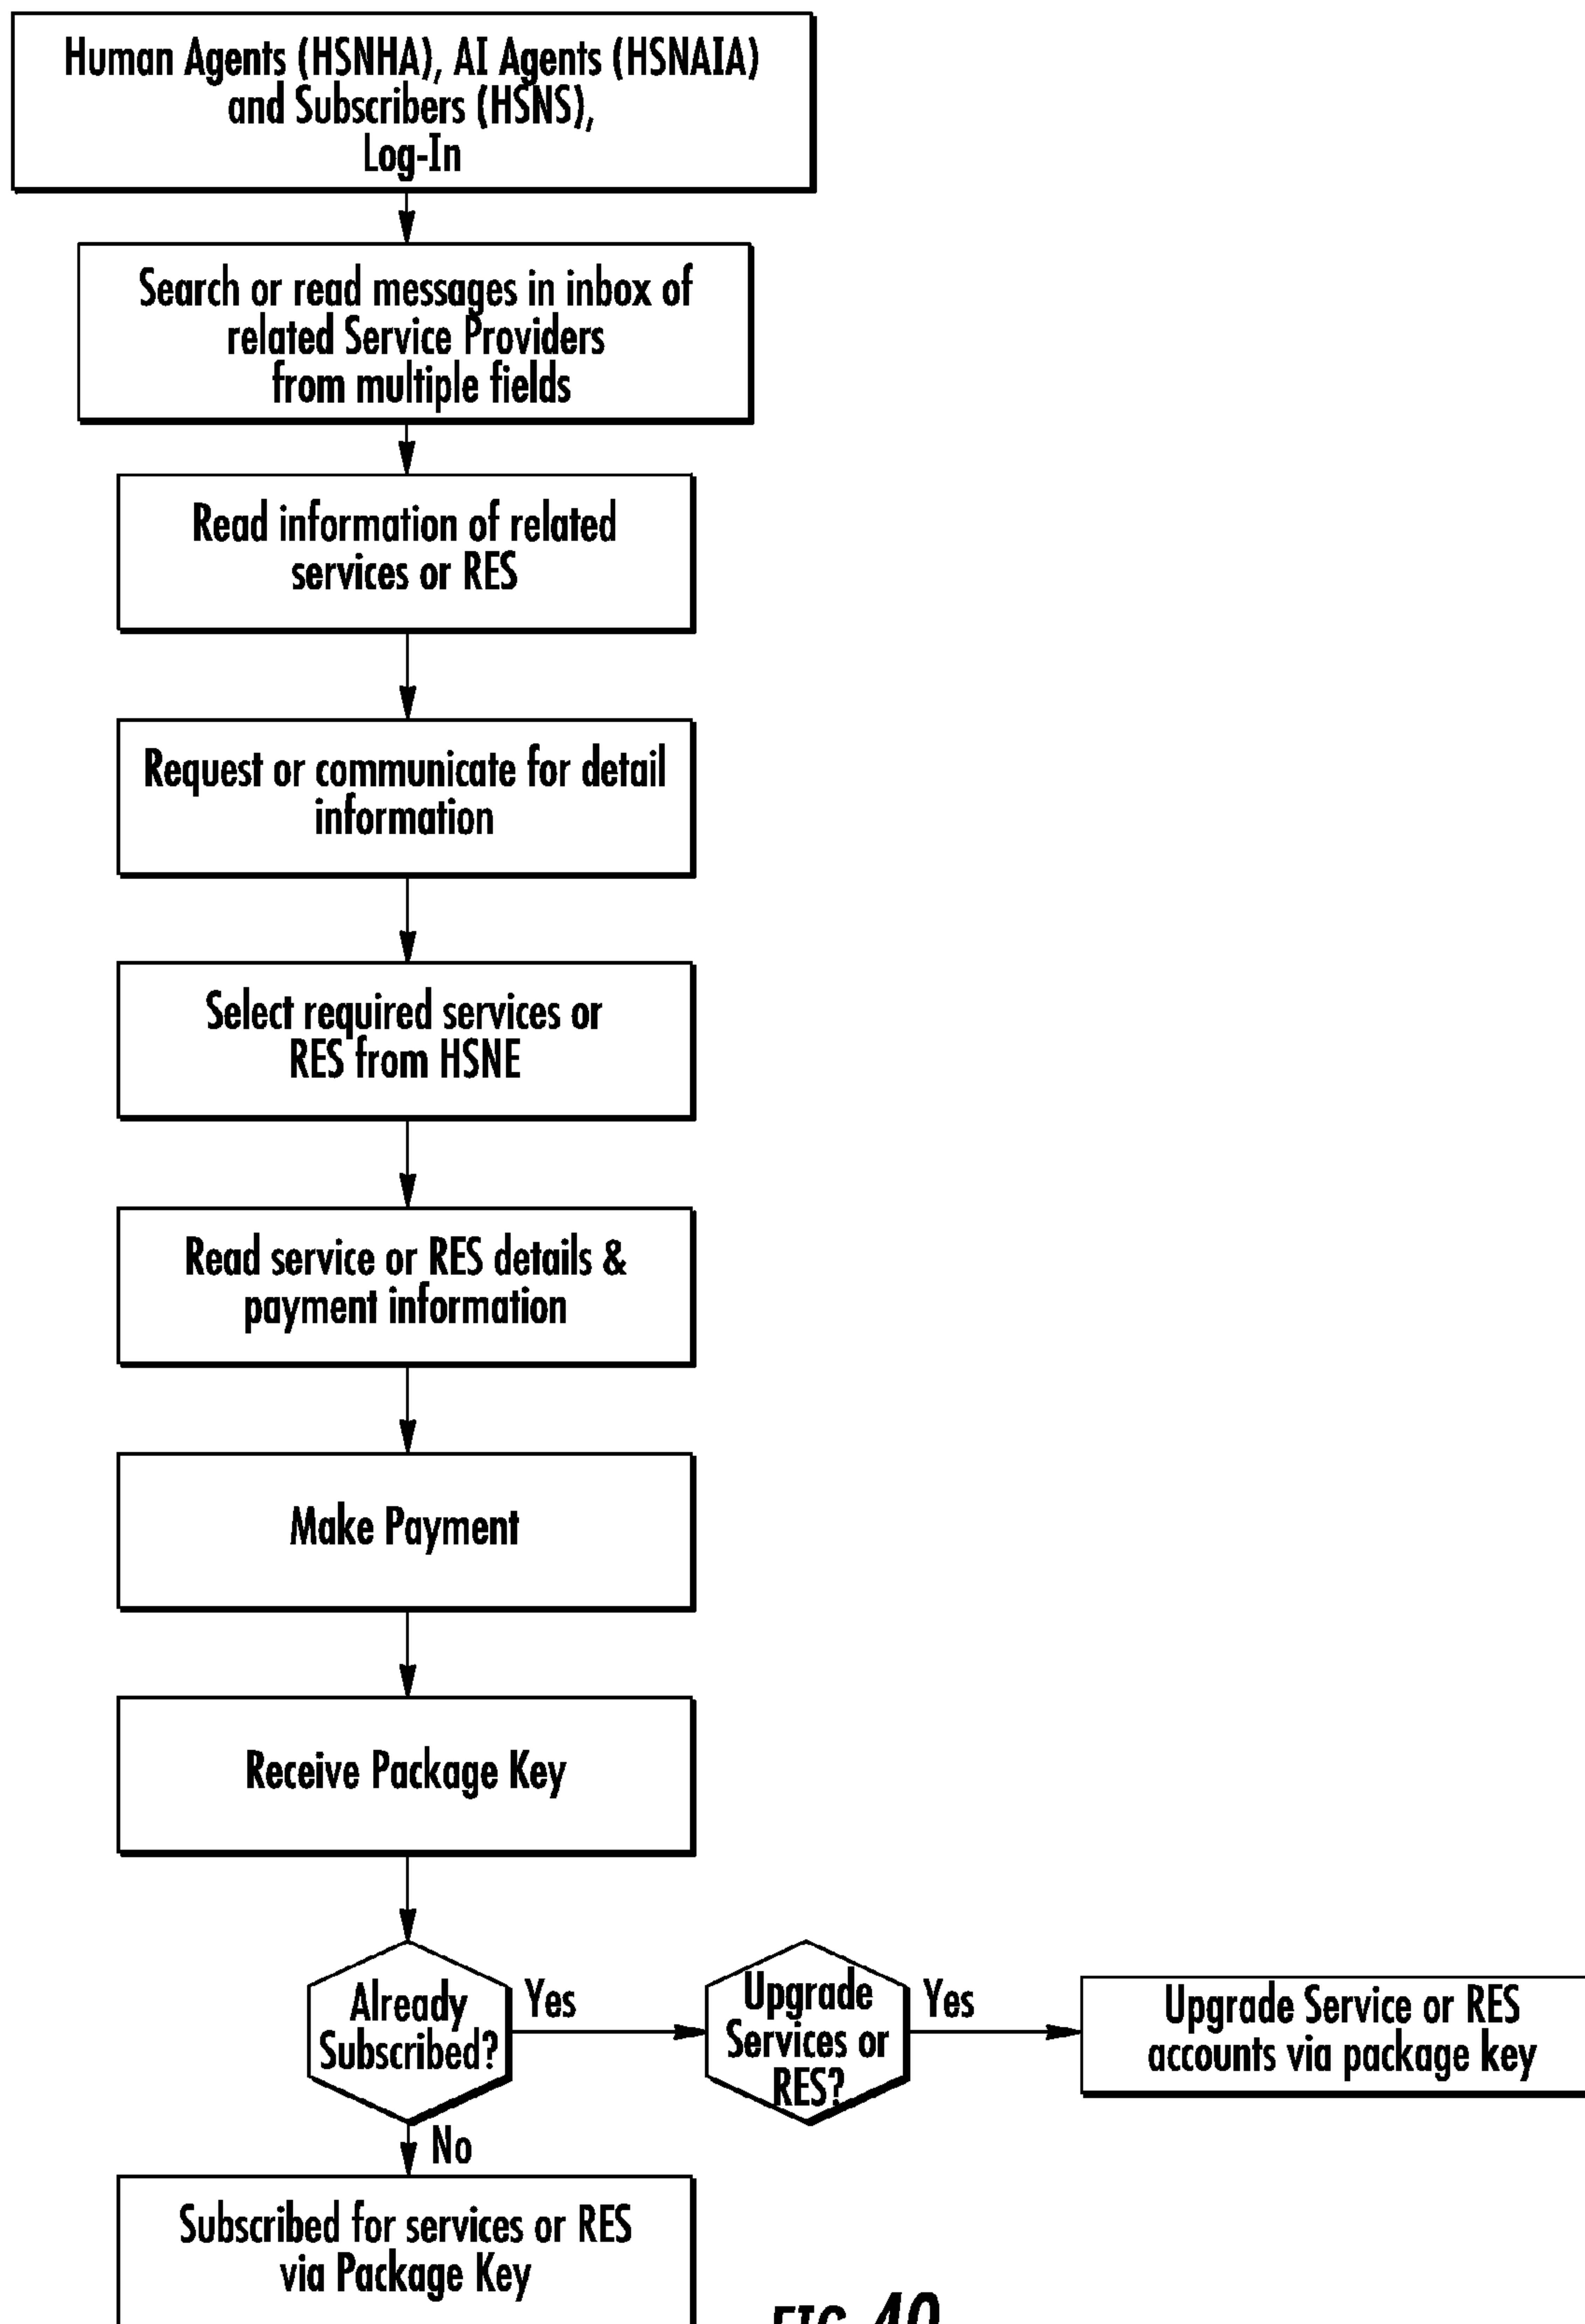 Human Agents (HSNHA), AI Agents (HSNAIA)
and Subscribers (HSNS),
Log-In
Search or read messages in inbox of
related Service Providers
from multiple fields
Read information of related
services or RES
Request or communicate for detail
information
Select required services or
RES from HSNE
Read service or RES details &
payment information
Make Payment
Receive Package Key
Already
Subscribed?
Yes
Upgrade
Services or
RES?
Yes
Upgrade Service or RES
accounts via package key
No
Subscribed for services or RES
via Package Key
FIG. 40